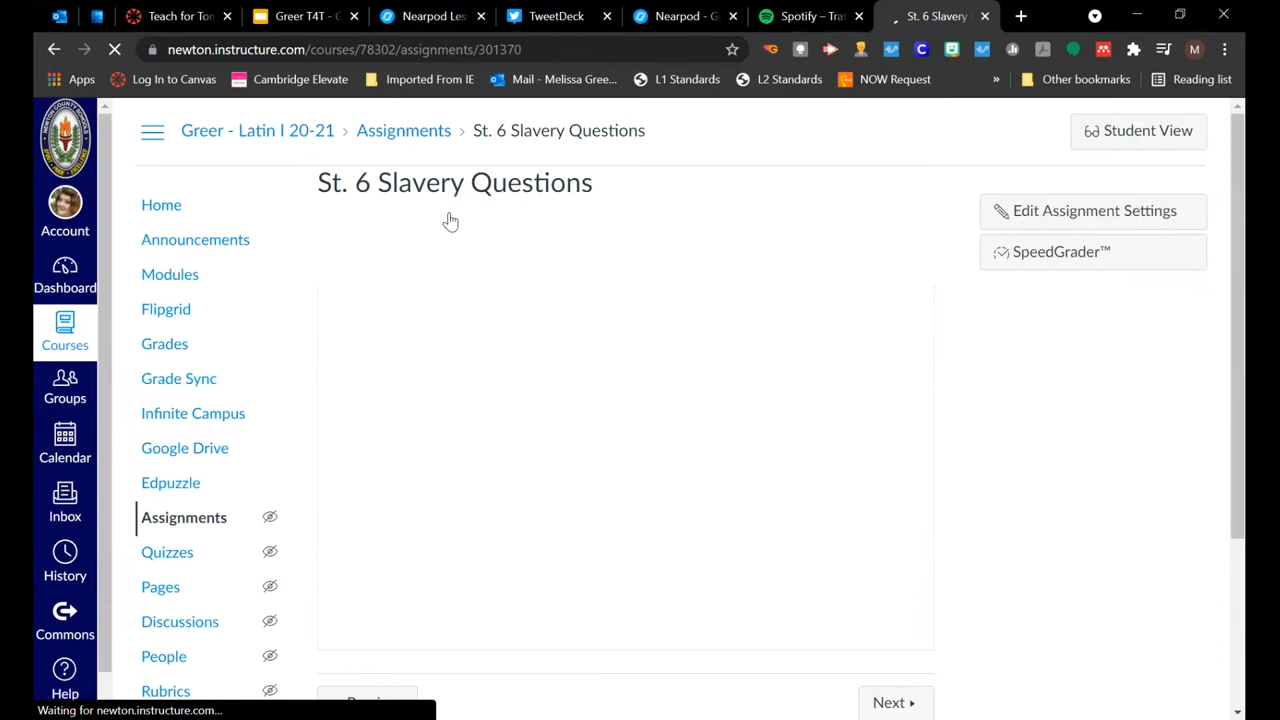 Teach for Ton
Greer T4T - G
Nearpod Les
TweetDeck
Nearpod - G
Spotify – Tra
St. 6 Slavery
newton.instructure.com/courses/78302/assignments/301370
M
Apps
Log In to Canvas
Cambridge Elevate
Imported From IE
Mail - Melissa Gree...
L1 Standards
L2 Standards
NOW Request
»
Other bookmarks
Reading list
Greer - Latin I 20-21 › Assignments › St. 6 Slavery Questions
Student View
St. 6 Slavery Questions
Edit Assignment Settings
SpeedGrader™
Account
Dashboard
Courses
Groups
Calendar
Inbox
History
Commons
Help
Home
Announcements
Modules
Flipgrid
Grades
Grade Sync
Infinite Campus
Google Drive
Edpuzzle
Assignments
Quizzes
Pages
Discussions
People
Rubrics
Next
Waiting for newton.instructure.com...